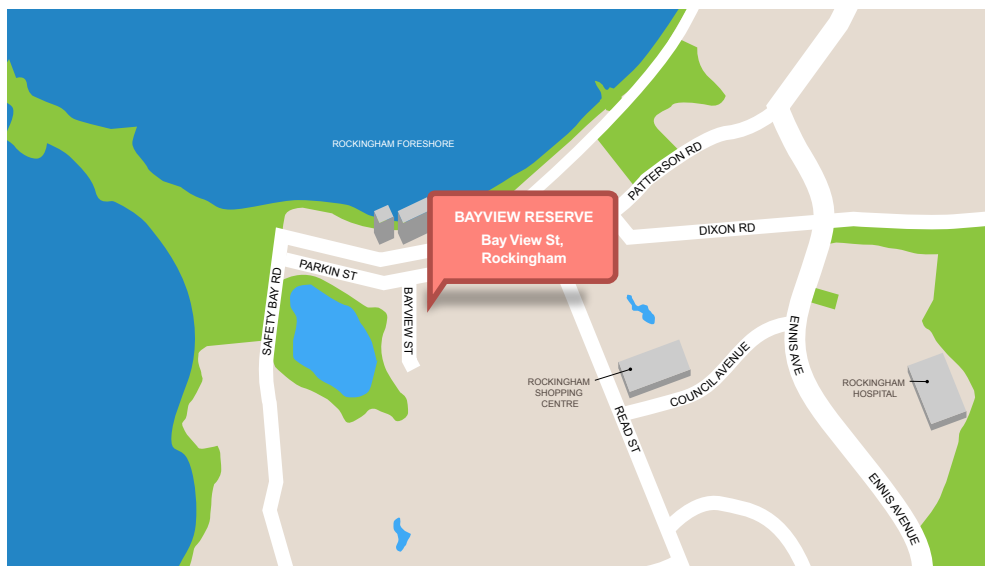 ROCKINGHAM FORESHORE
PATTERSON RD
BAYVIEW RESERVE
Bay View St,
Rockingham
DIXON RD
PARKIN ST
SAFETY BAY RD
BAYVIEW ST
ENNIS AVE
COUNCIL AVENUE
ROCKINGHAM
SHOPPING
CENTRE
ROCKINGHAM
HOSPITAL
READ ST
ENNIS AVENUE